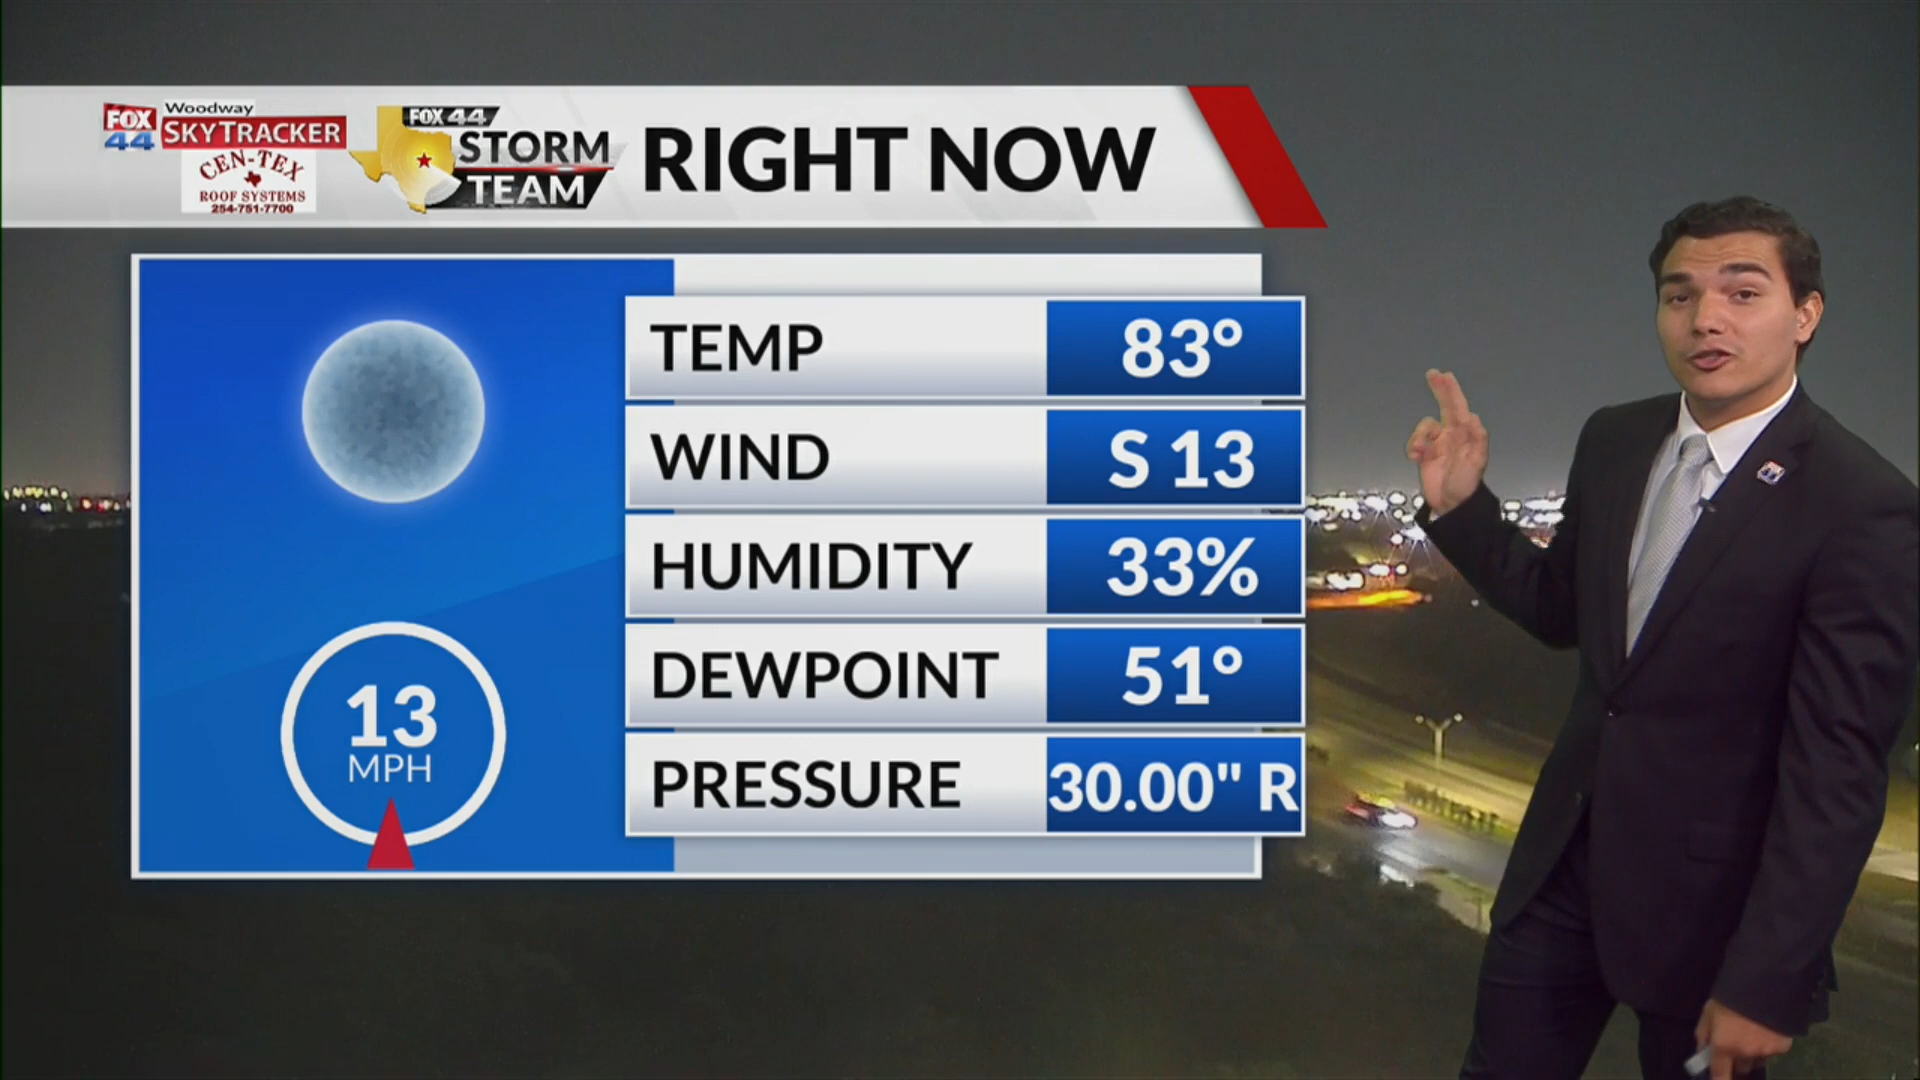 FOX 44
Woodway
SKYTRACKER
CEN-TEX
ROOF SYSTEMS
254-751-7700
FOX 44
STORM
TEAM
RIGHT NOW
TEMP 83°
WIND S 13
HUMIDITY 33%
DEWPOINT 51°
PRESSURE 30.00" R
13
MPH